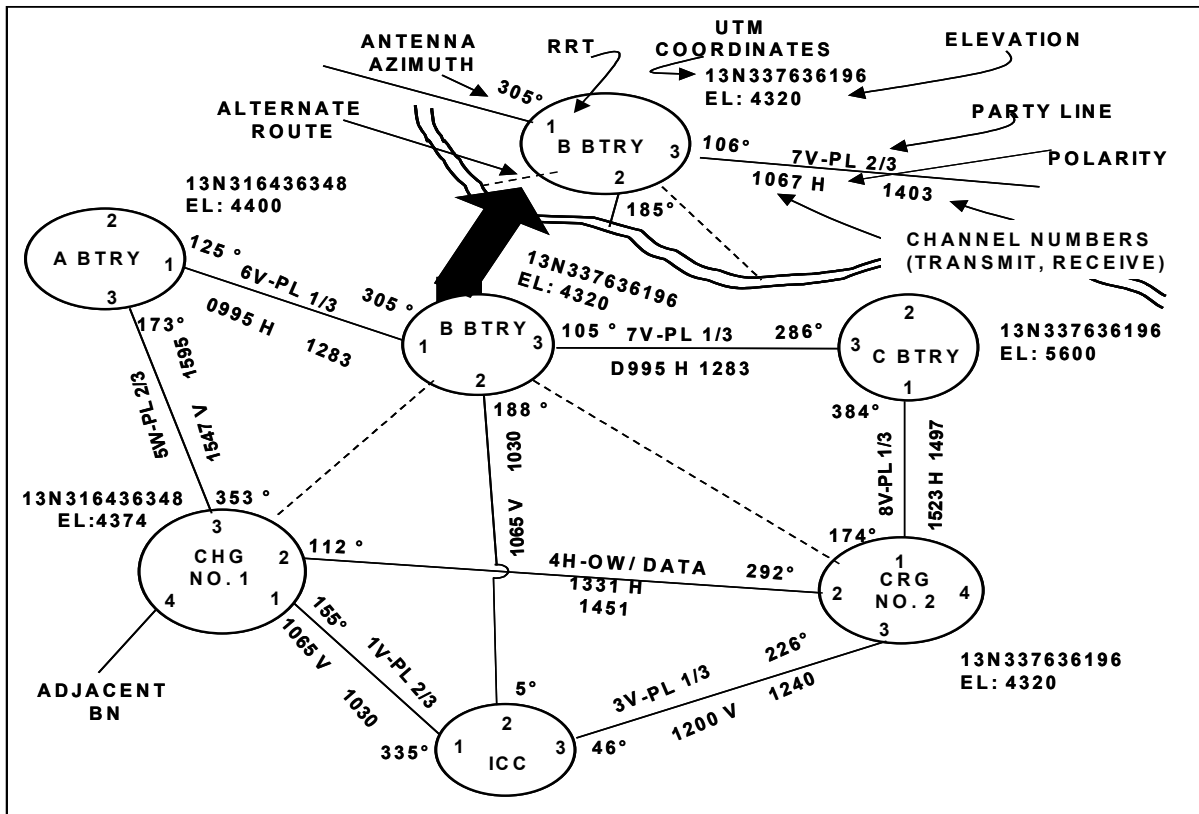 ANTENNA
AZIMUTH
RRT
UTM
COORDINATES
ELEVATION
13N337636196
EL: 4320
305°
ALTERNATE
ROUTE
PARTY LINE
1
B BTRY
3
2
106°
7V-PL 2/3
POLARITY
1067 H
1403
13N316436348
EL: 4400
185°
CHANNEL NUMBERS
(TRANSMIT, RECEIVE)
2
A BTRY
1
3
125 °
6V-PL 1/3
0995 H
1283
305 °
13N337636196
EL: 4320
B BTRY
1
3
2
105 °
7V-PL 1/3
286°
D995 H 1283
2
3
C BTRY
1
13N337636196
EL: 5600
173°
1595
5W-PL 2/3
1547 V
188 °
1030
1065 V
384°
8V-PL 1/3
1523 H 1497
13N316436348
EL:4374
353 °
3
CHG
NO. 1
2
4
1
112 °
4H-OW/ DATA
1331 H
1451
292°
174°
1
2
CRG
NO. 2
4
3
155°
1065 V
1V-PL 2/3
1030
226°
3V-PL 1/3
1240
1200 V
13N337636196
EL: 4320
ADJACENT
BN
5°
335°
2
1
3
ICC
46°